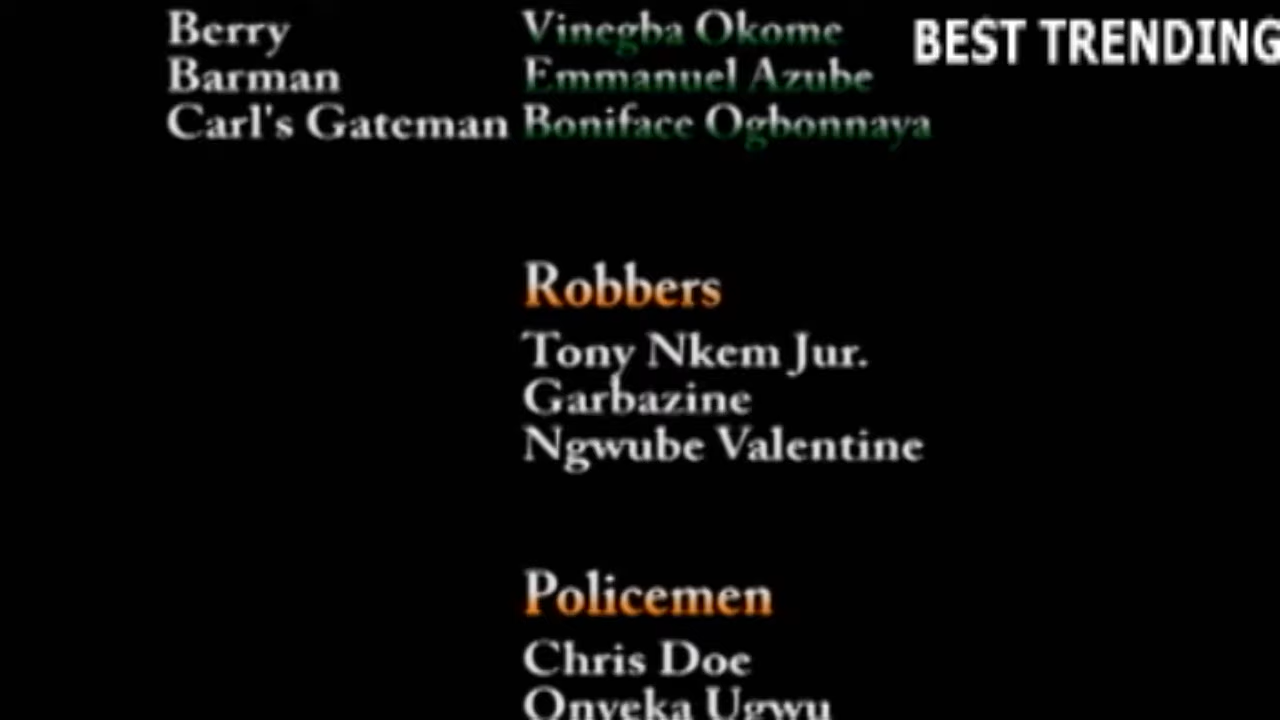 Berry Vinegba Okome
BEST TRENDING
Barman Emmanuel Azube
Carl's Gateman Boniface Ogbonnaya
Robbers
Tony Nkem Jur.
Garbazine
Ngwube Valentine
Policemen
Chris Doe
Onyeka Ugwu